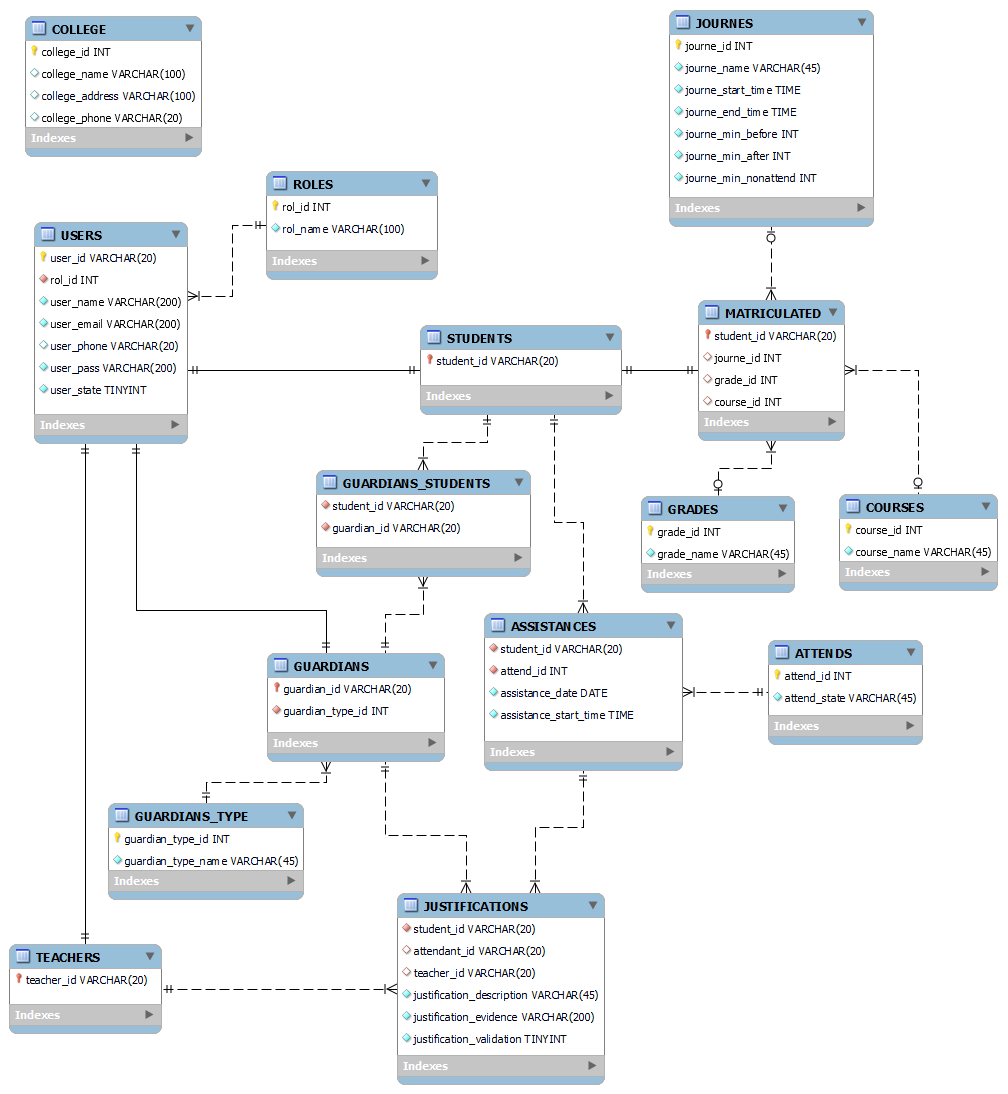 COLLEGE
college_id INT
college_name VARCHAR(100)
college_address VARCHAR(100)
college_phone VARCHAR(20)
Indexes
JOURNES
journe_id INT
journe_name VARCHAR(45)
journe_start_time TIME
journe_end_time TIME
journe_min_before INT
journe_min_after INT
journe_min_nonattend INT
Indexes
ROLES
rol_id INT
rol_name VARCHAR(100)
Indexes
USERS
user_id VARCHAR(20)
rol_id INT
user_name VARCHAR(200)
user_email VARCHAR(200)
user_phone VARCHAR(20)
user_pass VARCHAR(200)
user_state TINYINT
Indexes
STUDENTS
student_id VARCHAR(20)
Indexes
MATRICULATED
student_id VARCHAR(20)
journe_id INT
grade_id INT
course_id INT
Indexes
GUARDIANS_STUDENTS
student_id VARCHAR(20)
guardian_id VARCHAR(20)
Indexes
GRADES
grade_id INT
grade_name VARCHAR(45)
Indexes
COURSES
course_id INT
course_name VARCHAR(45)
Indexes
ASSISTANCES
student_id VARCHAR(20)
attend_id INT
assistance_date DATE
assistance_start_time TIME
Indexes
ATTENDS
attend_id INT
attend_state VARCHAR(45)
Indexes
GUARDIANS
guardian_id VARCHAR(20)
guardian_type_id INT
Indexes
GUARDIANS_TYPE
guardian_type_id INT
guardian_type_name VARCHAR(45)
Indexes
JUSTIFICATIONS
student_id VARCHAR(20)
attendant_id VARCHAR(20)
teacher_id VARCHAR(20)
justification_description VARCHAR(45)
justification_evidence VARCHAR(200)
justification_validation TINYINT
Indexes
TEACHERS
teacher_id VARCHAR(20)
Indexes